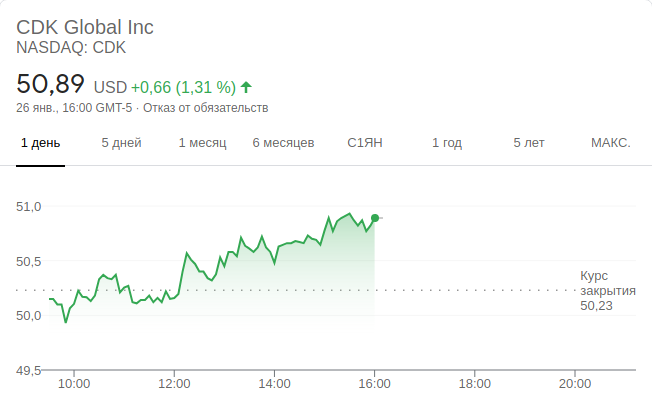 CDK Global Inc
NASDAQ: CDK
50,89 USD +0,66 (1,31 %)
26 янв., 16:00 GMT-5 · Отказ от обязательств
1 день 5 дней 1 месяц 6 месяцев С1ЯН 1 год 5 лет МАКС.
51,0
50,5
Курс
закрытия
50,23
50,0
49,5
10:00 12:00 14:00 16:00 18:00 20:00